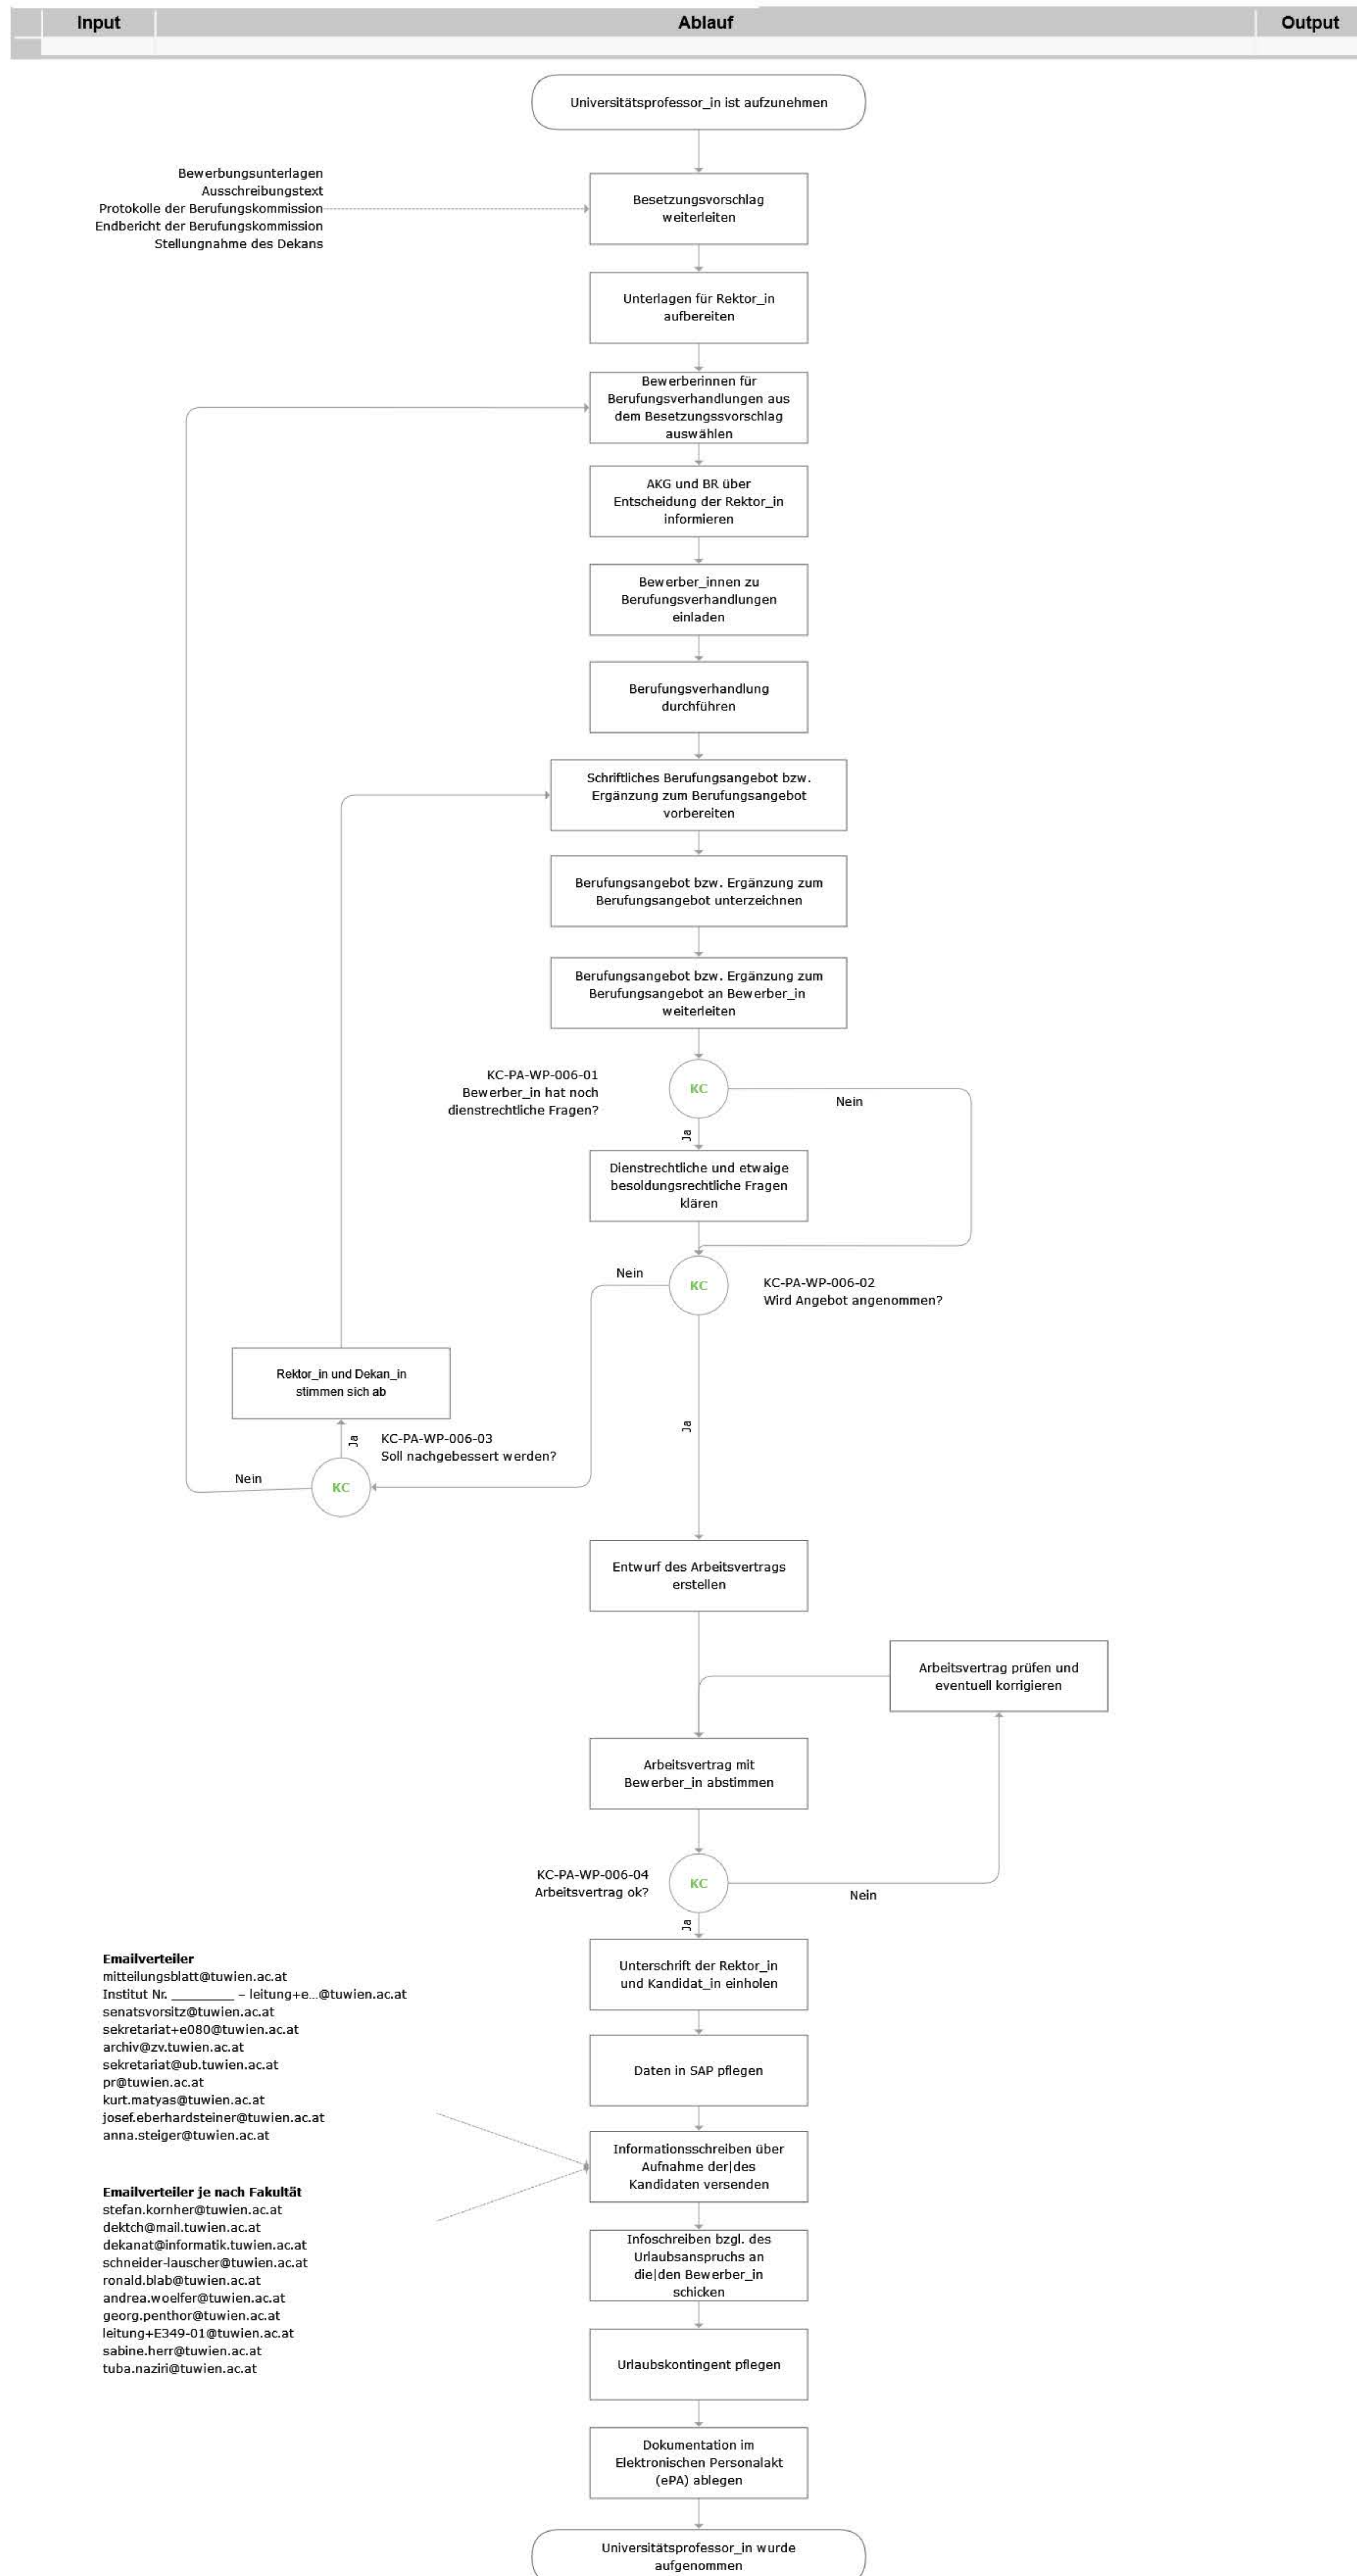 Input
Ablauf
Output
Universitätsprofessor_in ist aufzunehmen
Bewerbungsunterlagen
Ausschreibungstext
Protokolle der Berufungskommission
Endbericht der Berufungskommission
Stellungnahme des Dekans
Besetzungsvorschlag
weiterleiten
Unterlagen für Rektor_in
aufbereiten
Bewerberinnen für
Berufungsverhandlungen aus
dem Besetzungssvorschlag
auswählen
AKG und BR über
Entscheidung der Rektor_in
informieren
Bewerber_innen zu
Berufungsverhandlungen
einladen
Berufungsverhandlung
durchführen
Schriftliches Berufungsangebot bzw.
Ergänzung zum Berufungsangebot
vorbereiten
Berufungsangebot bzw. Ergänzung zum
Berufungsangebot unterzeichnen
Berufungsangebot bzw. Ergänzung zum
Berufungsangebot an Bewerber_in
weiterleiten
KC-PA-WP-006-01
Bewerber_in hat noch
dienstrechtliche Fragen?
KC
Nein
Ja
Dienstrechtliche und etwaige
besoldungsrechtliche Fragen
klären
Nein
KC
KC-PA-WP-006-02
Wird Angebot angenommen?
Rektor_in und Dekan_in
stimmen sich ab
Ja
Ja
KC-PA-WP-006-03
Soll nachgebessert werden?
Nein
KC
Entwurf des Arbeitsvertrags
erstellen
Arbeitsvertrag prüfen und
eventuell korrigieren
Arbeitsvertrag mit
Bewerber_in abstimmen
KC-PA-WP-006-04
Arbeitsvertrag ok?
KC
Nein
Ja
Unterschrift der Rektor_in
und Kandidat_in einholen
Emailverteiler
mitteilungsblatt@tuwien.ac.at
Institut Nr. _________ – leitung+e...@tuwien.ac.at
senatsvorsitz@tuwien.ac.at
sekretariat+e080@tuwien.ac.at
archiv@zv.tuwien.ac.at
sekretariat@ub.tuwien.ac.at
pr@tuwien.ac.at
kurt.matyas@tuwien.ac.at
josef.eberhardsteiner@tuwien.ac.at
anna.steiger@tuwien.ac.at
Daten in SAP pflegen
Informationsschreiben über
Aufnahme der|des
Kandidaten versenden
Emailverteiler je nach Fakultät
stefan.kornher@tuwien.ac.at
dektch@mail.tuwien.ac.at
dekanat@informatik.tuwien.ac.at
schneider-lauscher@tuwien.ac.at
ronald.blab@tuwien.ac.at
andrea.woelfer@tuwien.ac.at
georg.penthor@tuwien.ac.at
leitung+E349-01@tuwien.ac.at
sabine.herr@tuwien.ac.at
tuba.naziri@tuwien.ac.at
Infoschreiben bzgl. des
Urlaubsanspruchs an
die|den Bewerber_in
schicken
Urlaubskontingent pflegen
Dokumentation im
Elektronischen Personalakt
(ePA) ablegen
Universitätsprofessor_in wurde
aufgenommen